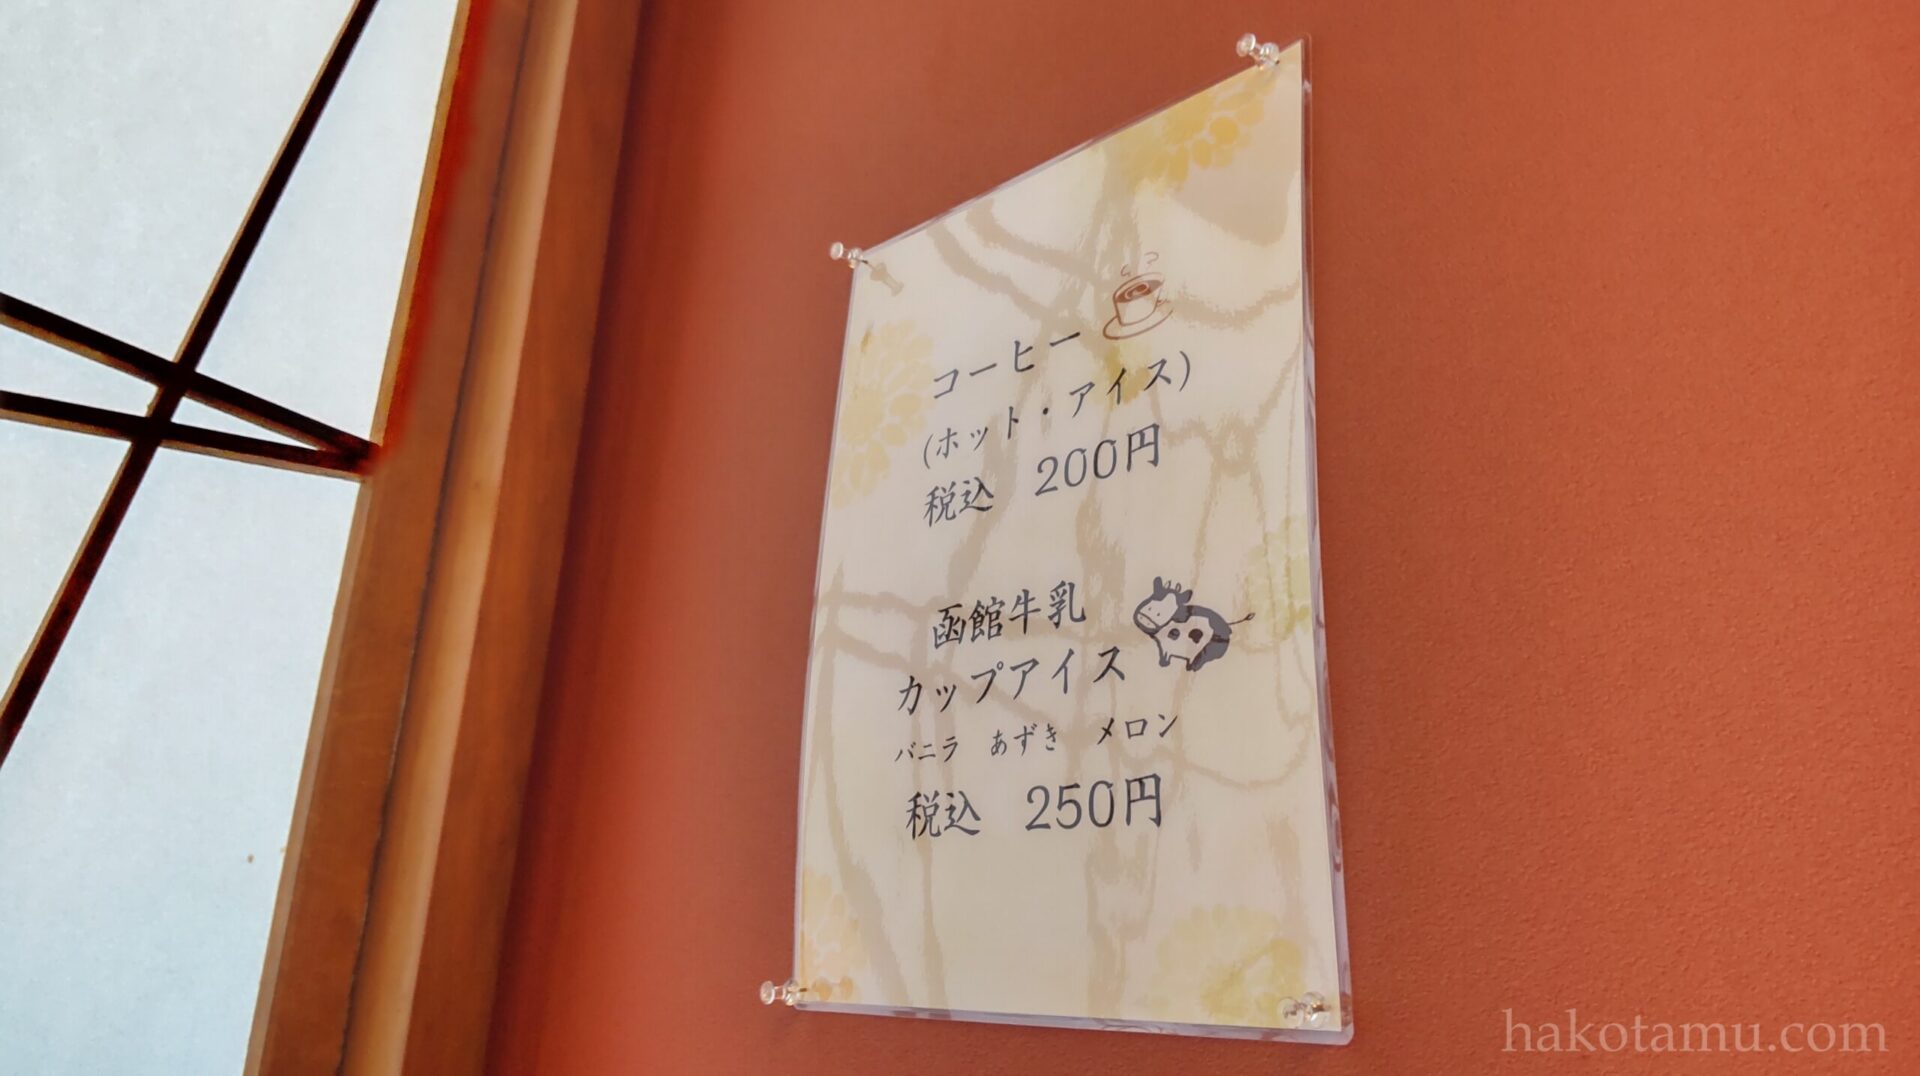 コーヒー
(ホット・アイス)
税込 200円
函館牛乳
カップアイス
バニラ あずき メロン
税込 250円
hakotamu.com